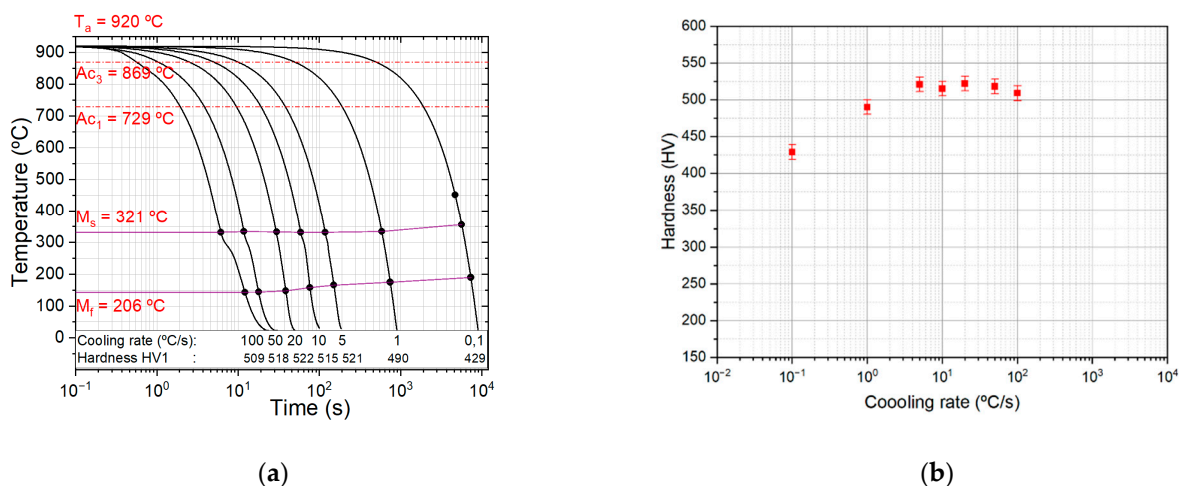 Tₐ = 920 ºC
900
Ac₃ = 869 ºC
800
Ac₁ = 729 ºC
700
600
500
400
Mₛ = 321 ºC
300
200
M_f = 206 ºC
100
0
Temperature (ºC)
Cooling rate (ºC/s): 100 50 20 10 5 1 0,1
Hardness HV1 : 509 518 522 515 521 490 429
10⁻¹ 10⁰ 10¹ 10² 10³ 10⁴
Time (s)
(a)
600
550
500
450
400
350
300
250
200
150
Hardness (HV)
10⁻² 10⁻¹ 10⁰ 10¹ 10² 10³ 10⁴
Coooling rate (ºC/s)
(b)